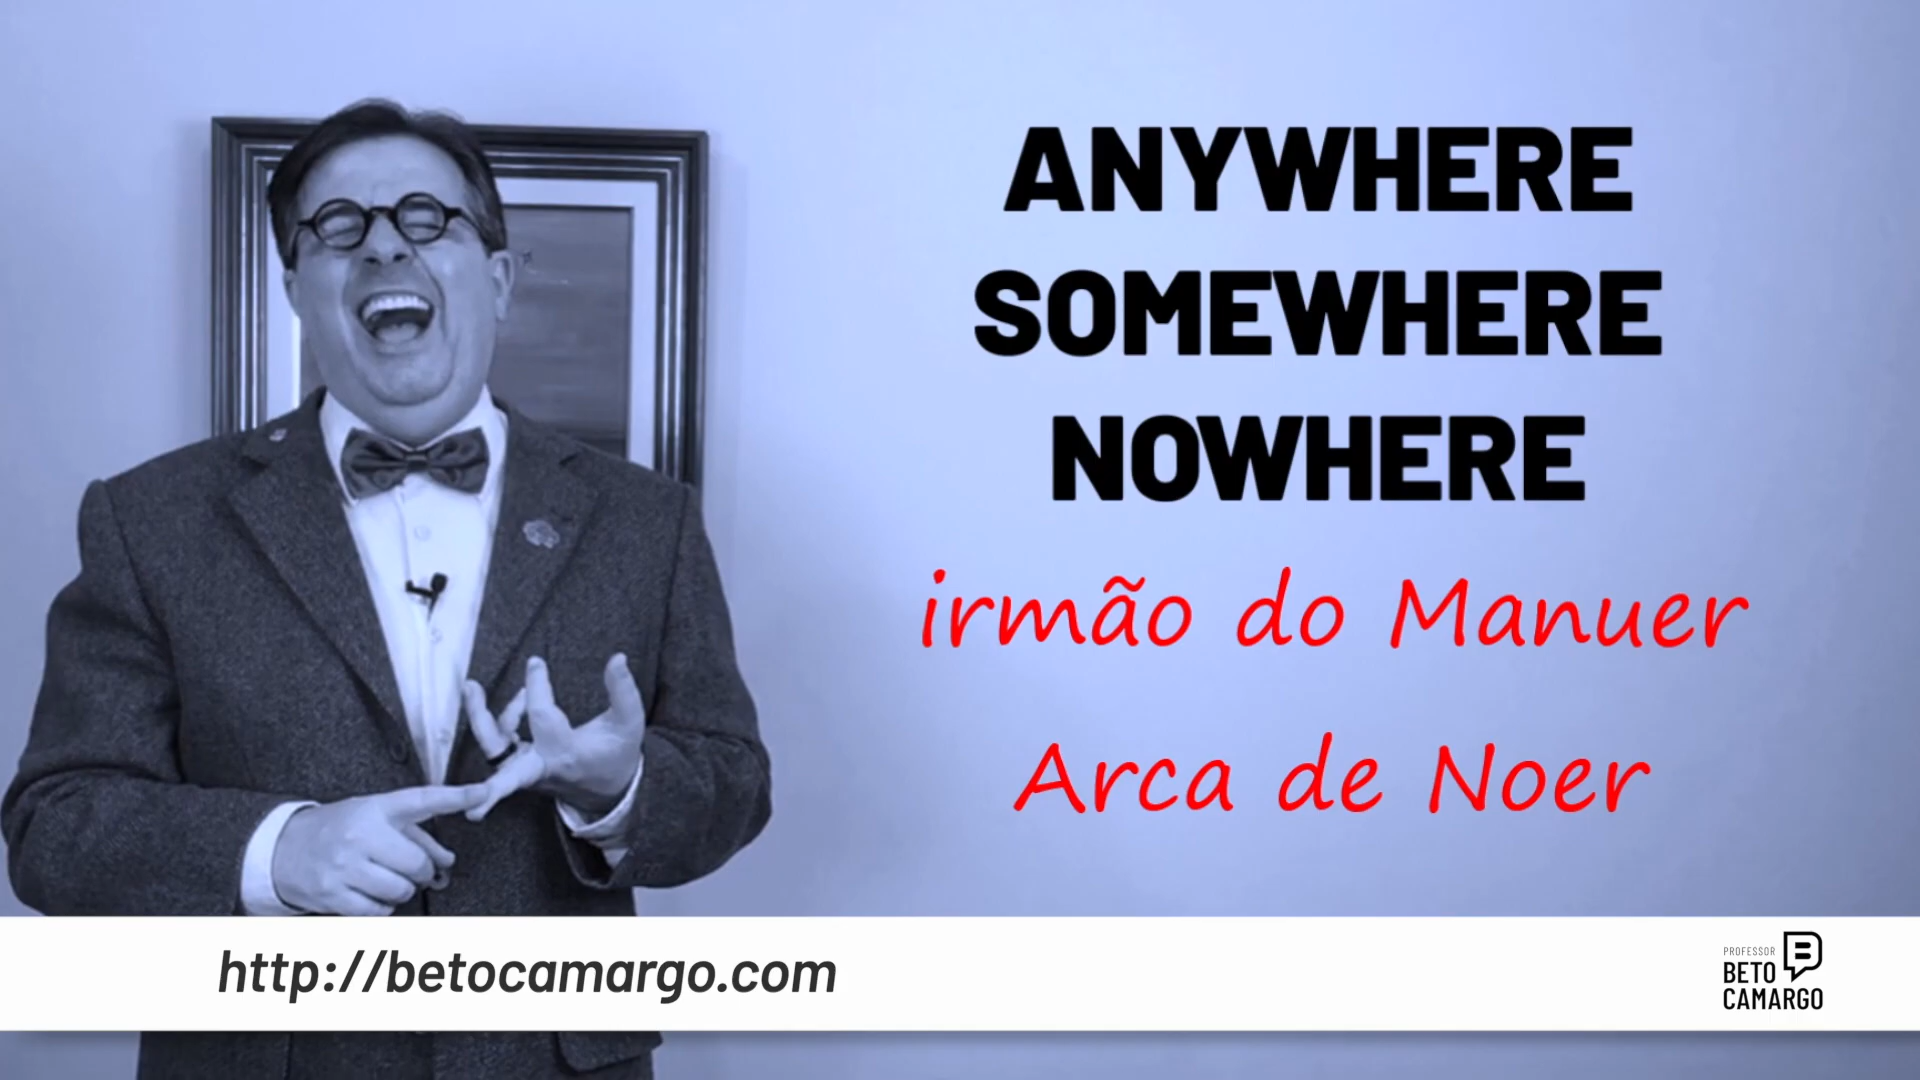 ANYWHERE
SOMEWHERE
NOWHERE
irmão do Manuer
Arca de Noer
http://betocamargo.com
PROFESSOR
BETO
CAMARGO